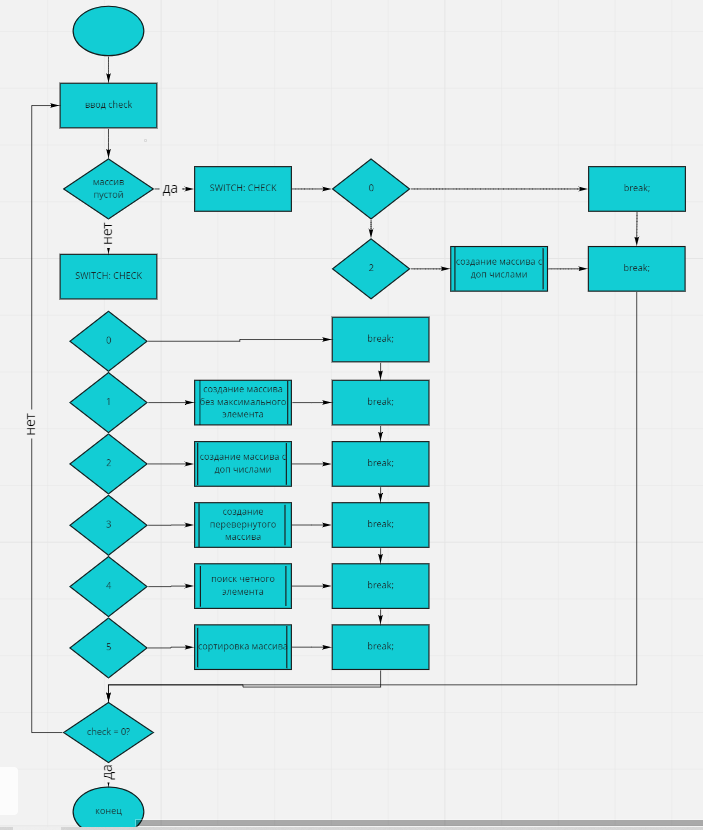 ввод check
массив
пустой
да
SWITCH: CHECK
0
break;
нет
2
создание массива с
доп числами
break;
SWITCH: CHECK
0
break;
1
создание массива
без максимального
элемента
break;
2
создание массива с
доп числами
break;
3
создание
перевернутого
массива
break;
4
поиск четного
элемента
break;
5
сортировка массива
break;
нет
check = 0?
да
конец